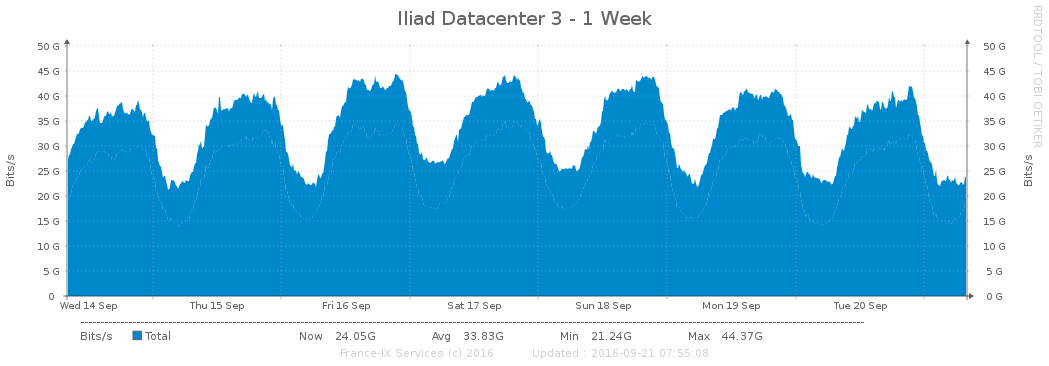 Iliad Datacenter 3 - 1 Week
RRDTOOL / TOBI OETIKER
50 G 50 G
45 G 45 G
40 G 40 G
35 G 35 G
30 G 30 G
25 G 25 G
20 G 20 G
15 G 15 G
10 G 10 G
5 G 5 G
0 0 G
Bits/s Bits/s
Wed 14 Sep Thu 15 Sep Fri 16 Sep Sat 17 Sep Sun 18 Sep Mon 19 Sep Tue 20 Sep
Bits/s Total Now 24.05G Avg 33.83G Min 21.24G Max 44.37G
France-IX Services (c) 2016 Updated : 2016-09-21 07:55:08